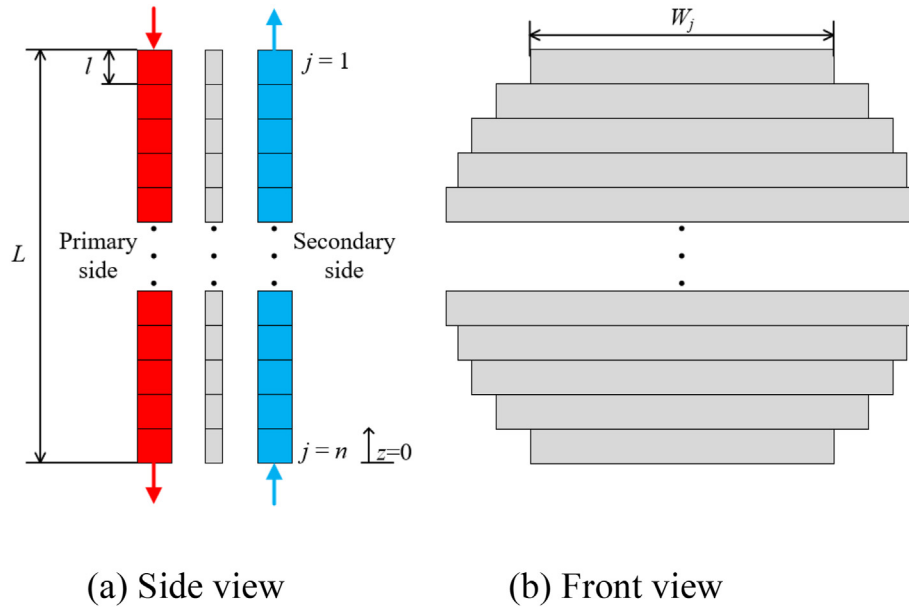 W_j
l
j = 1
L
Primary
side
Secondary
side
j = n
z=0
(a) Side view
(b) Front view